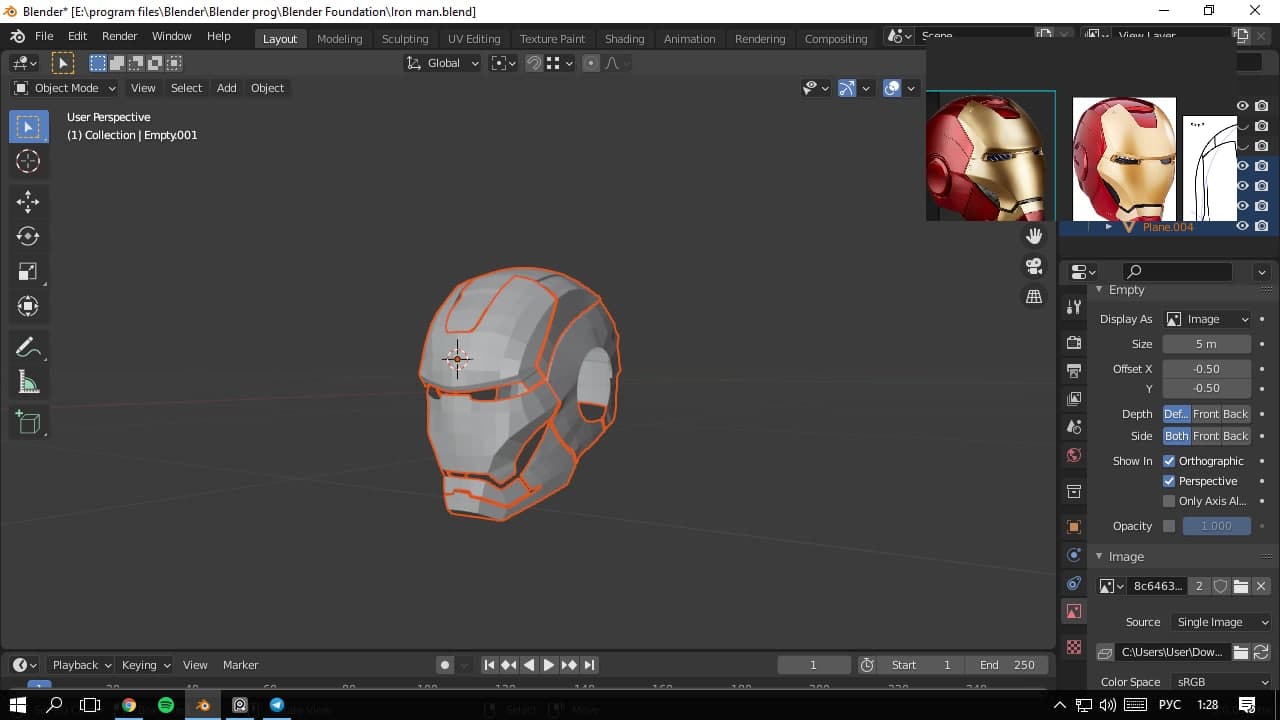 Blender* [E:\program files\Blender\Blender prog\Blender Foundation\Iron man.blend]
File Edit Render Window Help Layout Modeling Sculpting UV Editing Texture Paint Shading Animation Rendering Compositing Scene View Layer
Global
Object Mode View Select Add Object
User Perspective
(1) Collection | Empty.001
Plane.004
Empty
Display As Image
Size 5 m
Offset X -0.50
Y -0.50
Depth Def... Front Back
Side Both Front Back
Show In Orthographic
Perspective
Only Axis Al...
Opacity 1.000
Image
8c6463... 2
Source Single Image
C:\Users\User\Dow...
Color Space sRGB
Playback Keying View Marker 1 Start 1 End 250
1
РУС 1:28